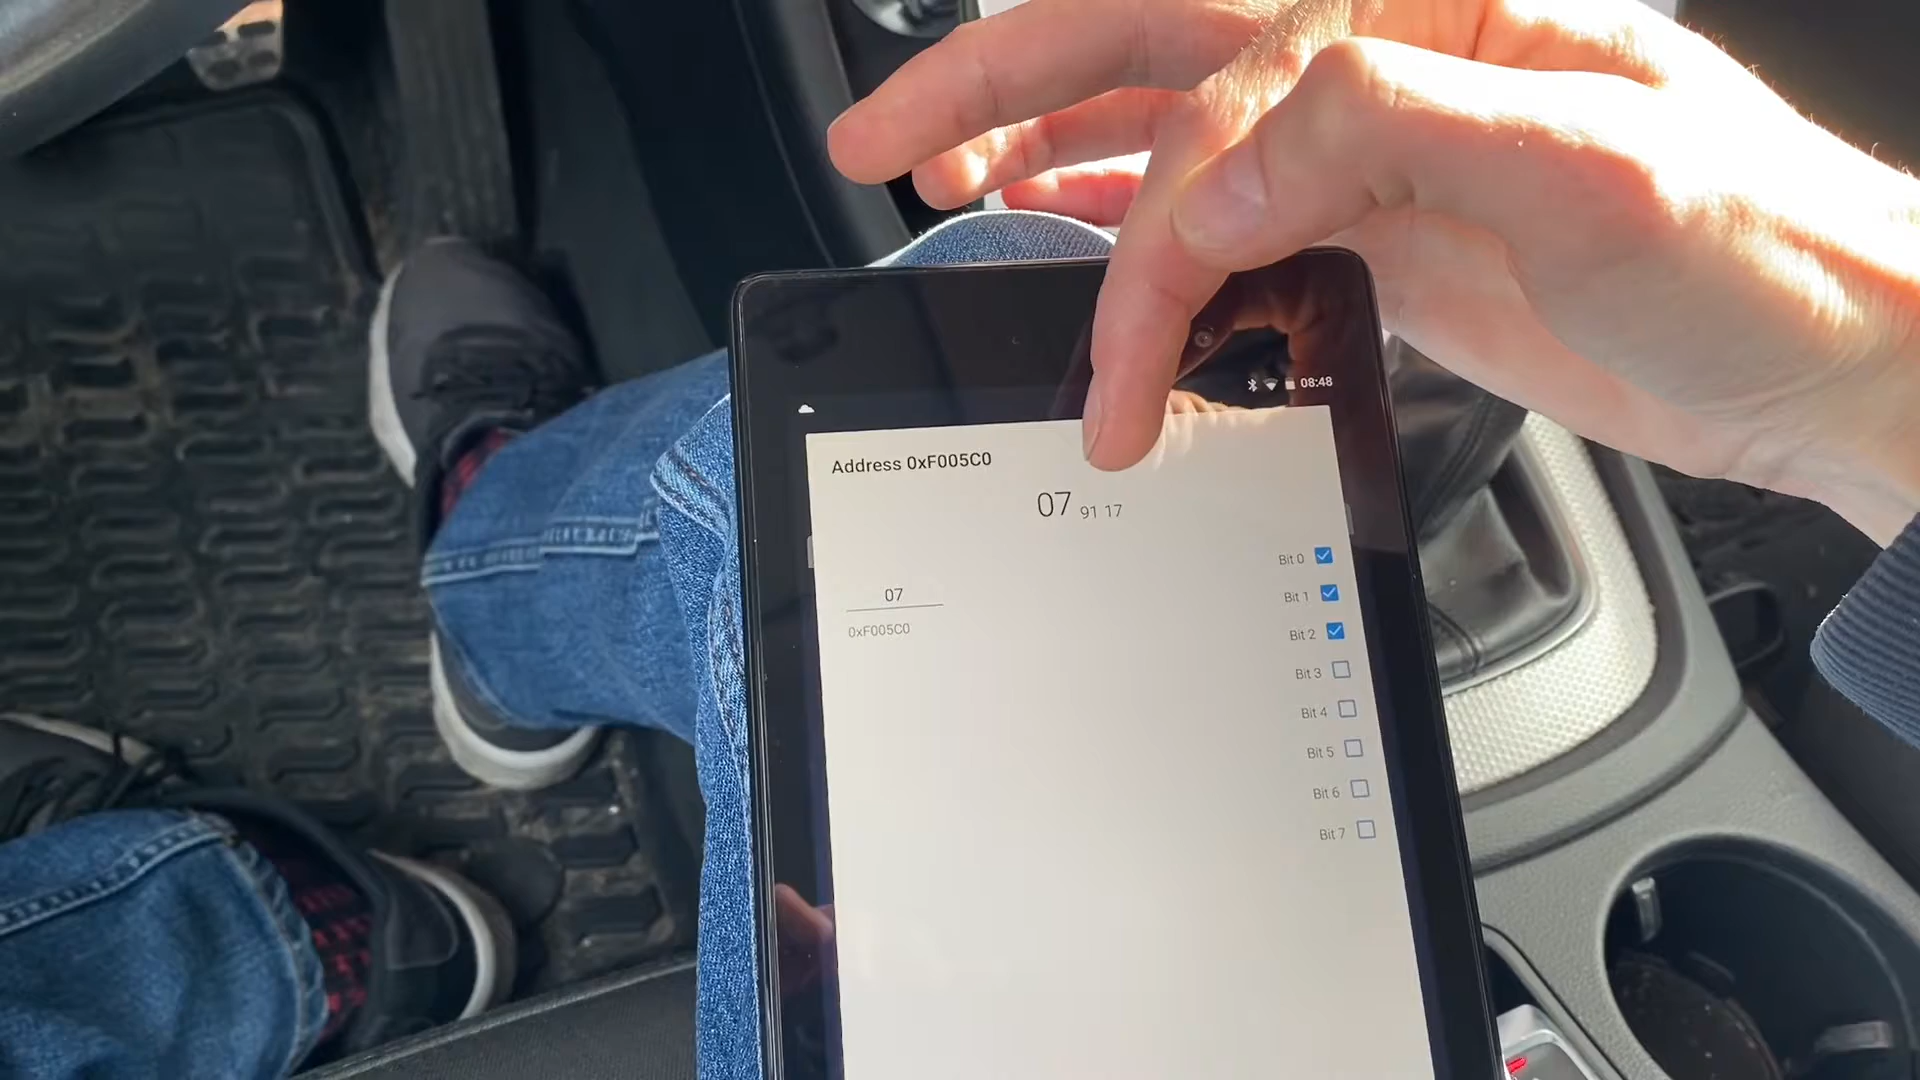 08:48
Address 0xF005C0
07 91 17
Bit 0
07
Bit 1
0xF005C0
Bit 2
Bit 3
Bit 4
Bit 5
Bit 6
Bit 7